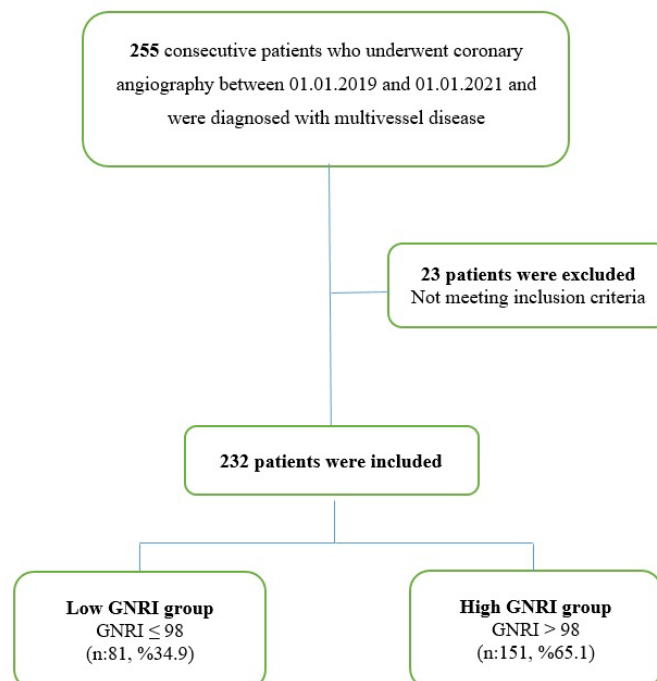 255 consecutive patients who underwent coronary
angiography between 01.01.2019 and 01.01.2021 and
were diagnosed with multivessel disease
23 patients were excluded
Not meeting inclusion criteria
232 patients were included
Low GNRI group
GNRI ≤ 98
(n:81, %34.9)
High GNRI group
GNRI > 98
(n:151, %65.1)